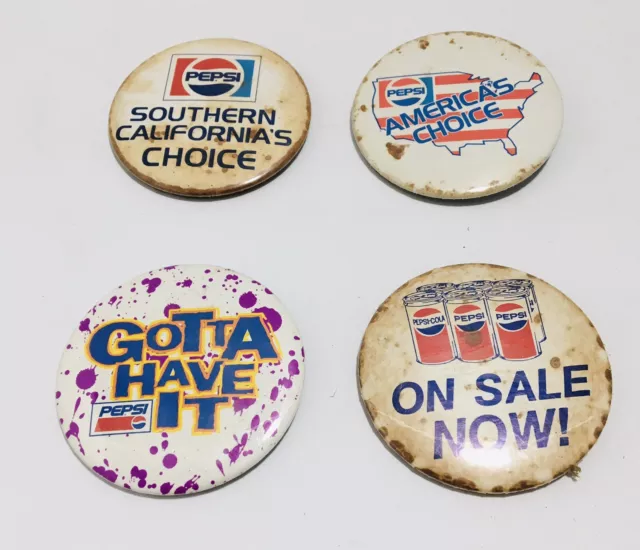 PEPSI
SOUTHERN
CALIFORNIA'S
CHOICE
PEPSI
AMERICA'S
CHOICE
GOTTA
HAVE
IT
PEPSI
PEPSI-COLA
PEPSI
PEPSI
ON SALE
NOW!